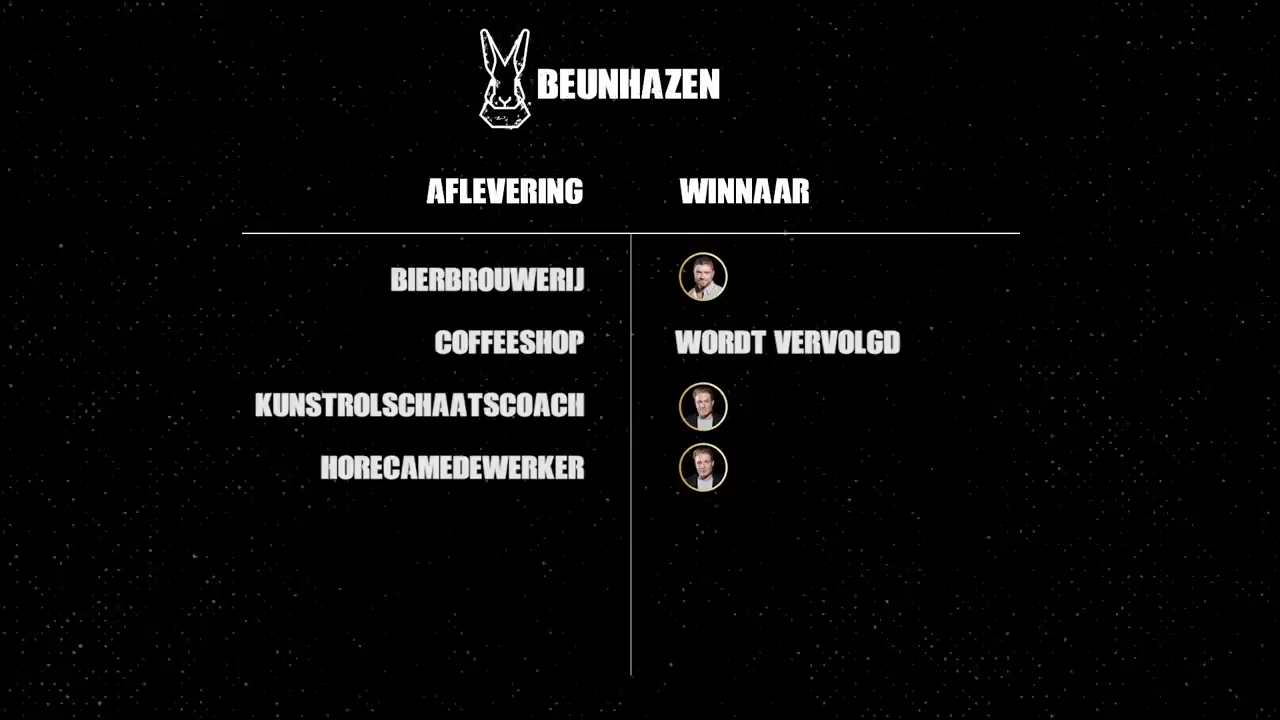 BEUNHAZEN
AFLEVERING WINNAAR
BIERBROUWERIJ
COFFEESHOP WORDT VERVOLGD
KUNSTROLSCHAATSCOACH
HORECAMEDEWERKER